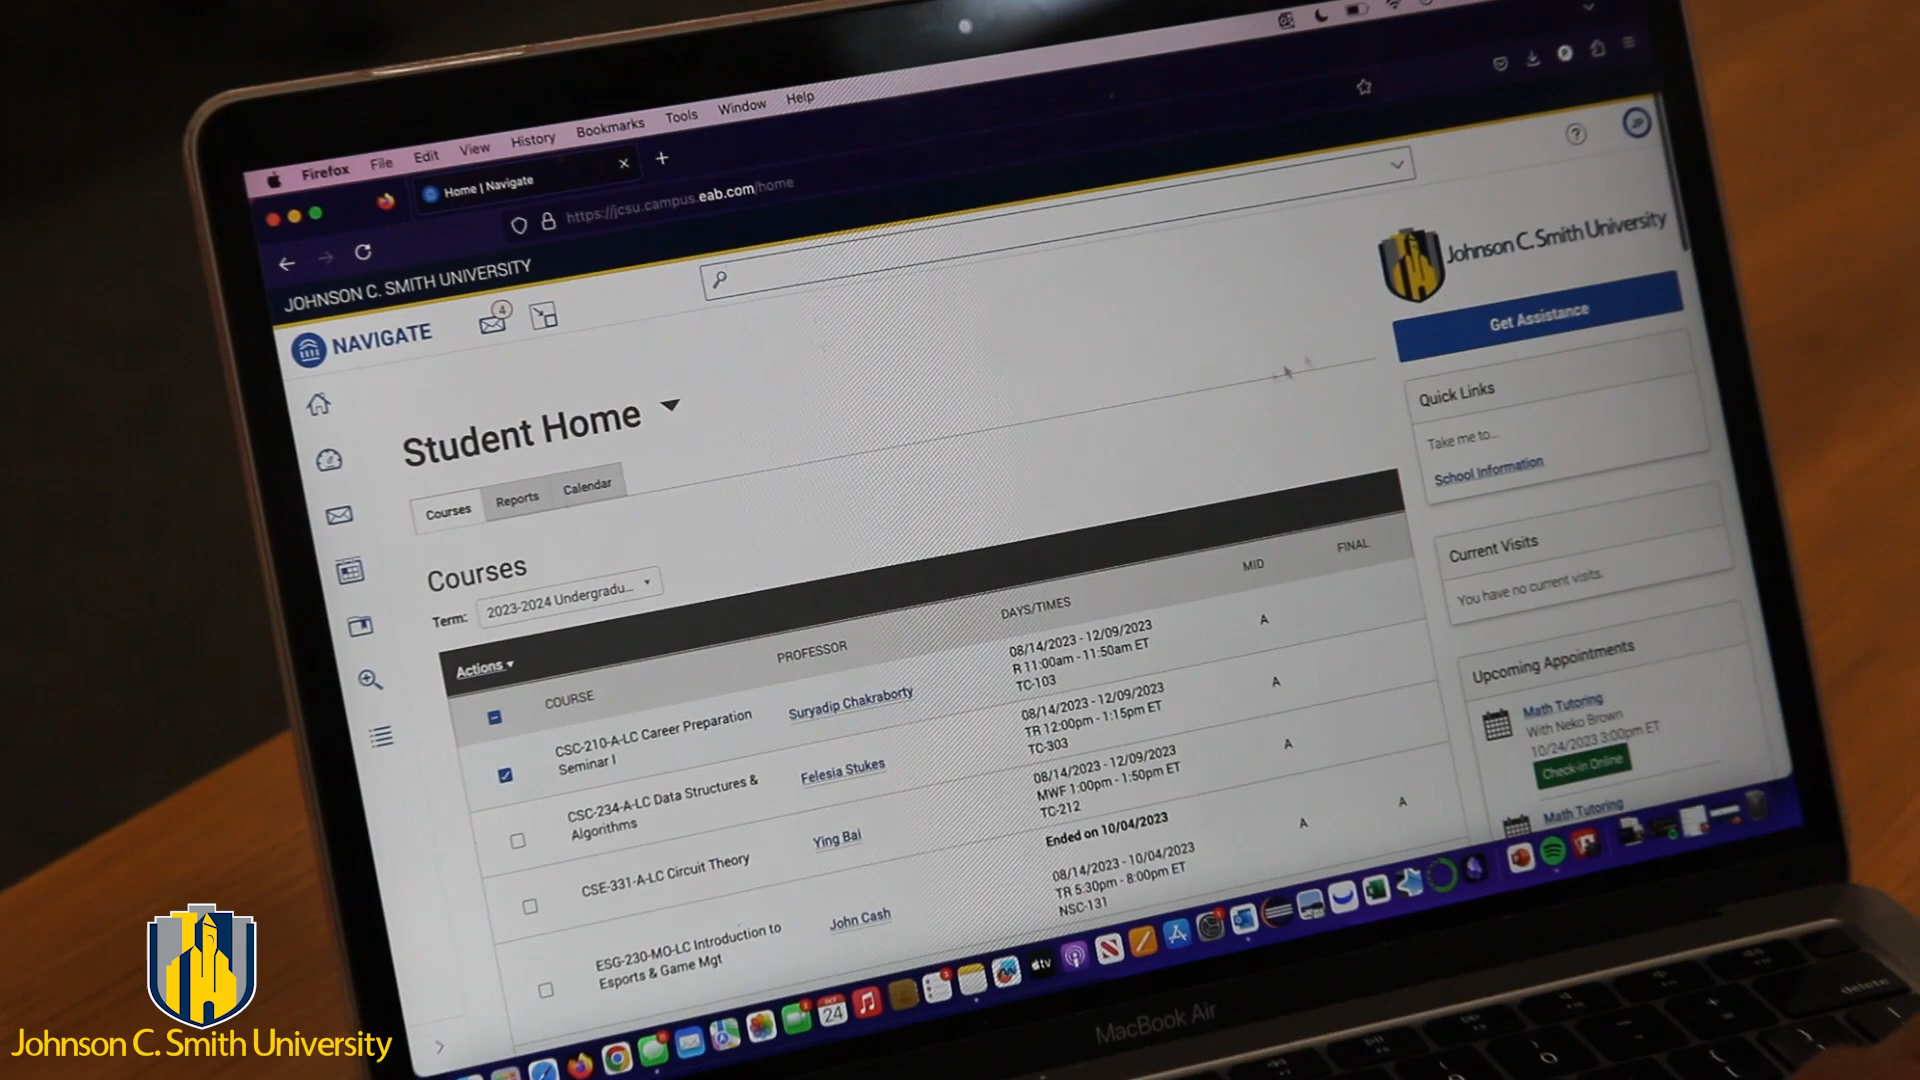 Firefox File Edit View History Bookmarks Tools Window Help
Home | Navigate
https://jcsu.campus.eab.com/home
JOHNSON C. SMITH UNIVERSITY
NAVIGATE
4
?
JP
Johnson C. Smith University
Get Assistance
Student Home
Courses Reports Calendar
Courses
Term: 2023-2024 Undergradu...
Actions
COURSE PROFESSOR DAYS/TIMES MID FINAL
CSC-210-A-LC Career Preparation
Seminar I
Suryadip Chakraborty
08/14/2023 - 12/09/2023
R 11:00am - 11:50am ET
TC-103
A
CSC-234-A-LC Data Structures &
Algorithms
Felesia Stukes
08/14/2023 - 12/09/2023
TR 12:00pm - 1:15pm ET
TC-303
A
CSE-331-A-LC Circuit Theory
Ying Bai
08/14/2023 - 12/09/2023
MWF 1:00pm - 1:50pm ET
TC-212
A
ESG-230-MO-LC Introduction to
Esports & Game Mgt
John Cash
Ended on 10/04/2023
08/14/2023 - 10/04/2023
TR 5:30pm - 8:00pm ET
NSC-131
A A
Quick Links
Take me to...
School Information
Current Visits
You have no current visits.
Upcoming Appointments
Math Tutoring
With Neko Brown
10/24/2023 3:00pm ET
Check-in Online
Math Tutoring
24
tv
MacBook Air
delete
Johnson C. Smith University